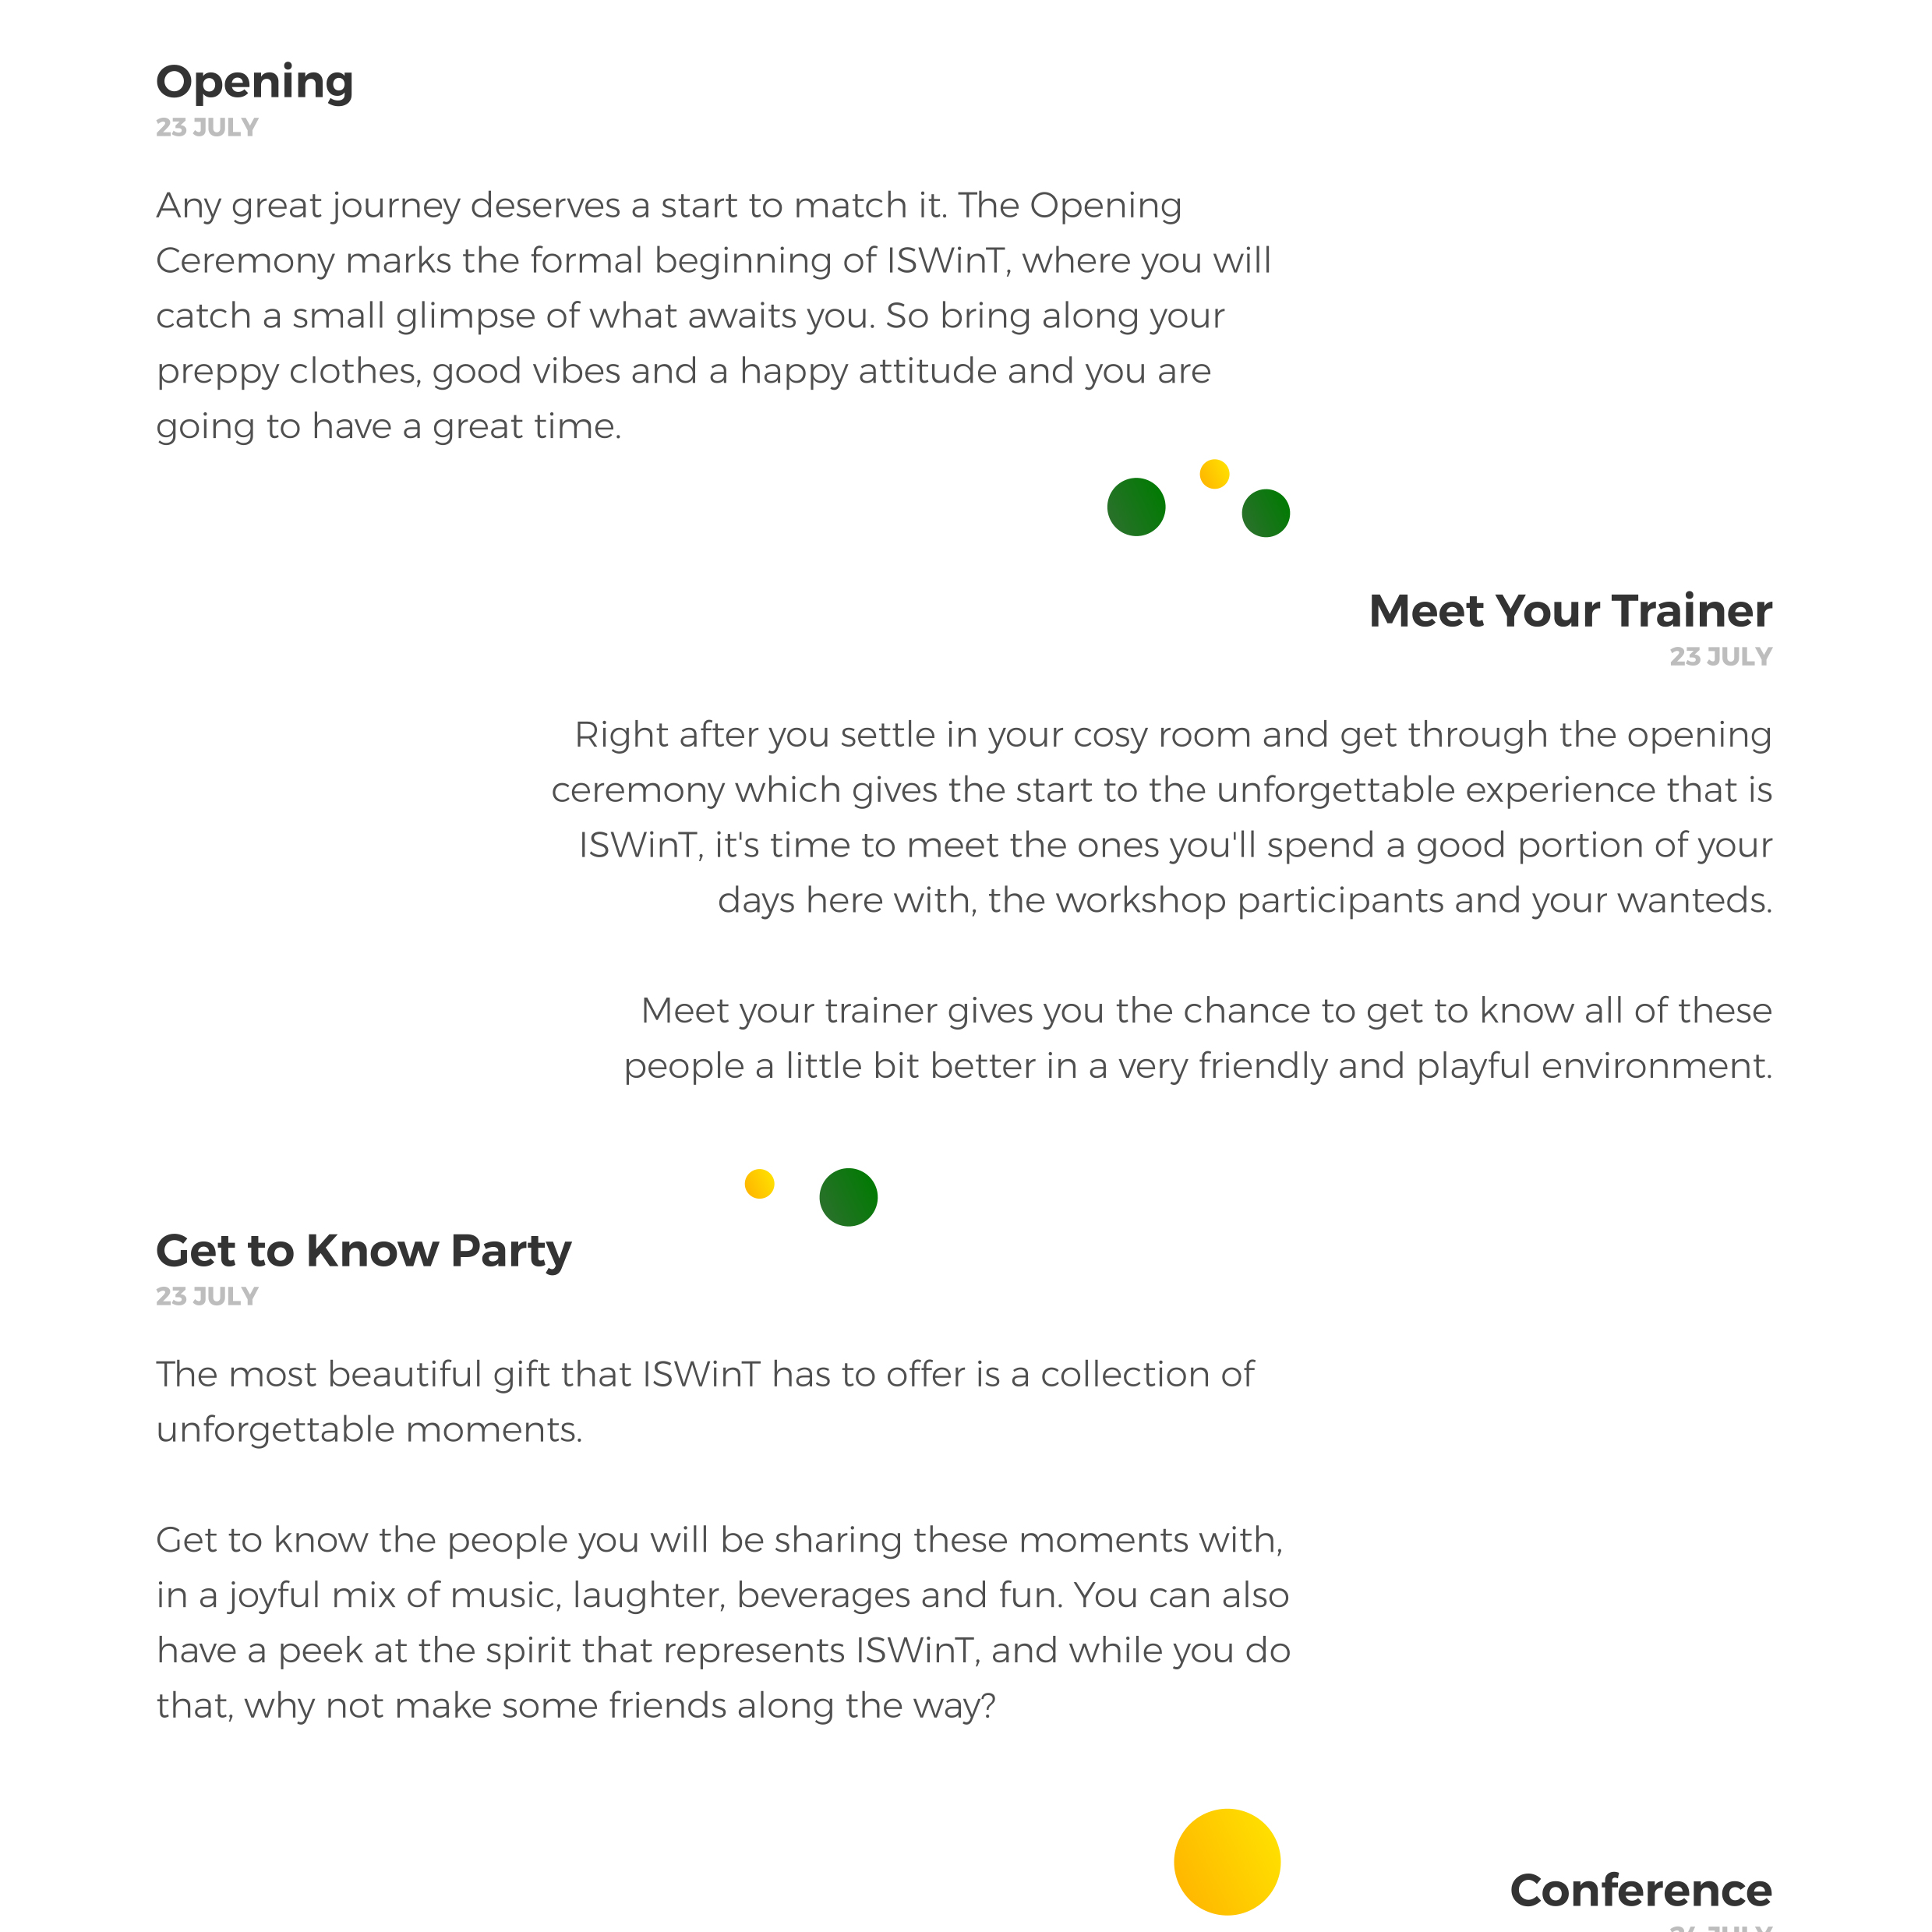 Opening
23 JULY
Any great journey deserves a start to match it. The Opening
Ceremony marks the formal beginning of ISWinT, where you will
catch a small glimpse of what awaits you. So bring along your
preppy clothes, good vibes and a happy attitude and you are
going to have a great time.
Meet Your Trainer
23 JULY
Right after you settle in your cosy room and get through the opening
ceremony which gives the start to the unforgettable experience that is
ISWinT, it's time to meet the ones you'll spend a good portion of your
days here with, the workshop participants and your wanteds.
Meet your trainer gives you the chance to get to know all of these
people a little bit better in a very friendly and playful environment.
Get to Know Party
23 JULY
The most beautiful gift that ISWinT has to offer is a collection of
unforgettable moments.
Get to know the people you will be sharing these moments with,
in a joyful mix of music, laughter, beverages and fun. You can also
have a peek at the spirit that represents ISWinT, and while you do
that, why not make some friends along the way?
Conference